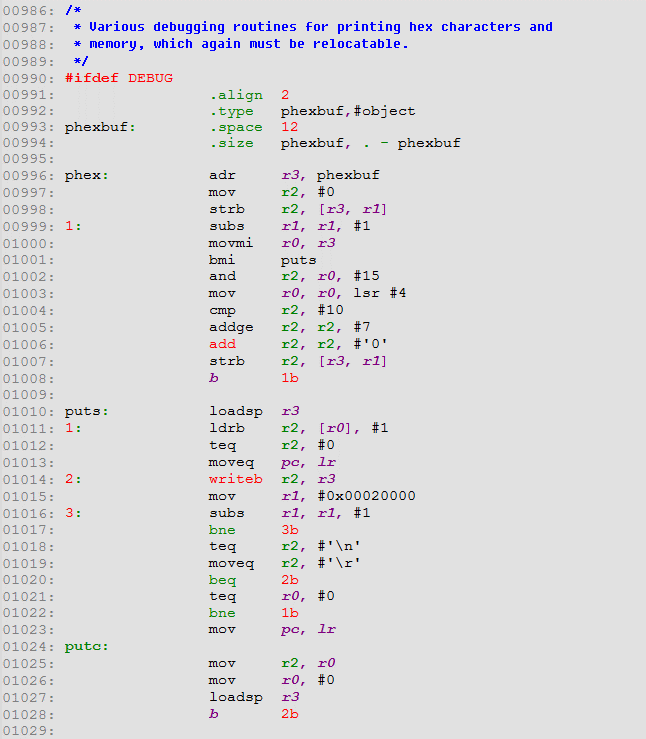 00986: /*
00987:  * Various debugging routines for printing hex characters and
00988:  * memory, which again must be relocatable.
00989:  */
00990: #ifdef DEBUG
00991:                 .align  2
00992:                 .type   phexbuf,#object
00993: phexbuf:        .space  12
00994:                 .size   phexbuf, . - phexbuf
00995:
00996: phex:           adr     r3, phexbuf
00997:                 mov     r2, #0
00998:                 strb    r2, [r3, r1]
00999: 1:              subs    r1, r1, #1
01000:                 movmi   r0, r3
01001:                 bmi     puts
01002:                 and     r2, r0, #15
01003:                 mov     r0, r0, lsr #4
01004:                 cmp     r2, #10
01005:                 addge   r2, r2, #7
01006:                 add     r2, r2, #'0'
01007:                 strb    r2, [r3, r1]
01008:                 b       1b
01009:
01010: puts:           loadsp  r3
01011: 1:              ldrb    r2, [r0], #1
01012:                 teq     r2, #0
01013:                 moveq   pc, lr
01014: 2:              writeb  r2, r3
01015:                 mov     r1, #0x00020000
01016: 3:              subs    r1, r1, #1
01017:                 bne     3b
01018:                 teq     r2, #'\n'
01019:                 moveq   r2, #'\r'
01020:                 beq     2b
01021:                 teq     r0, #0
01022:                 bne     1b
01023:                 mov     pc, lr
01024: putc:
01025:                 mov     r2, r0
01026:                 mov     r0, #0
01027:                 loadsp  r3
01028:                 b       2b
01029: